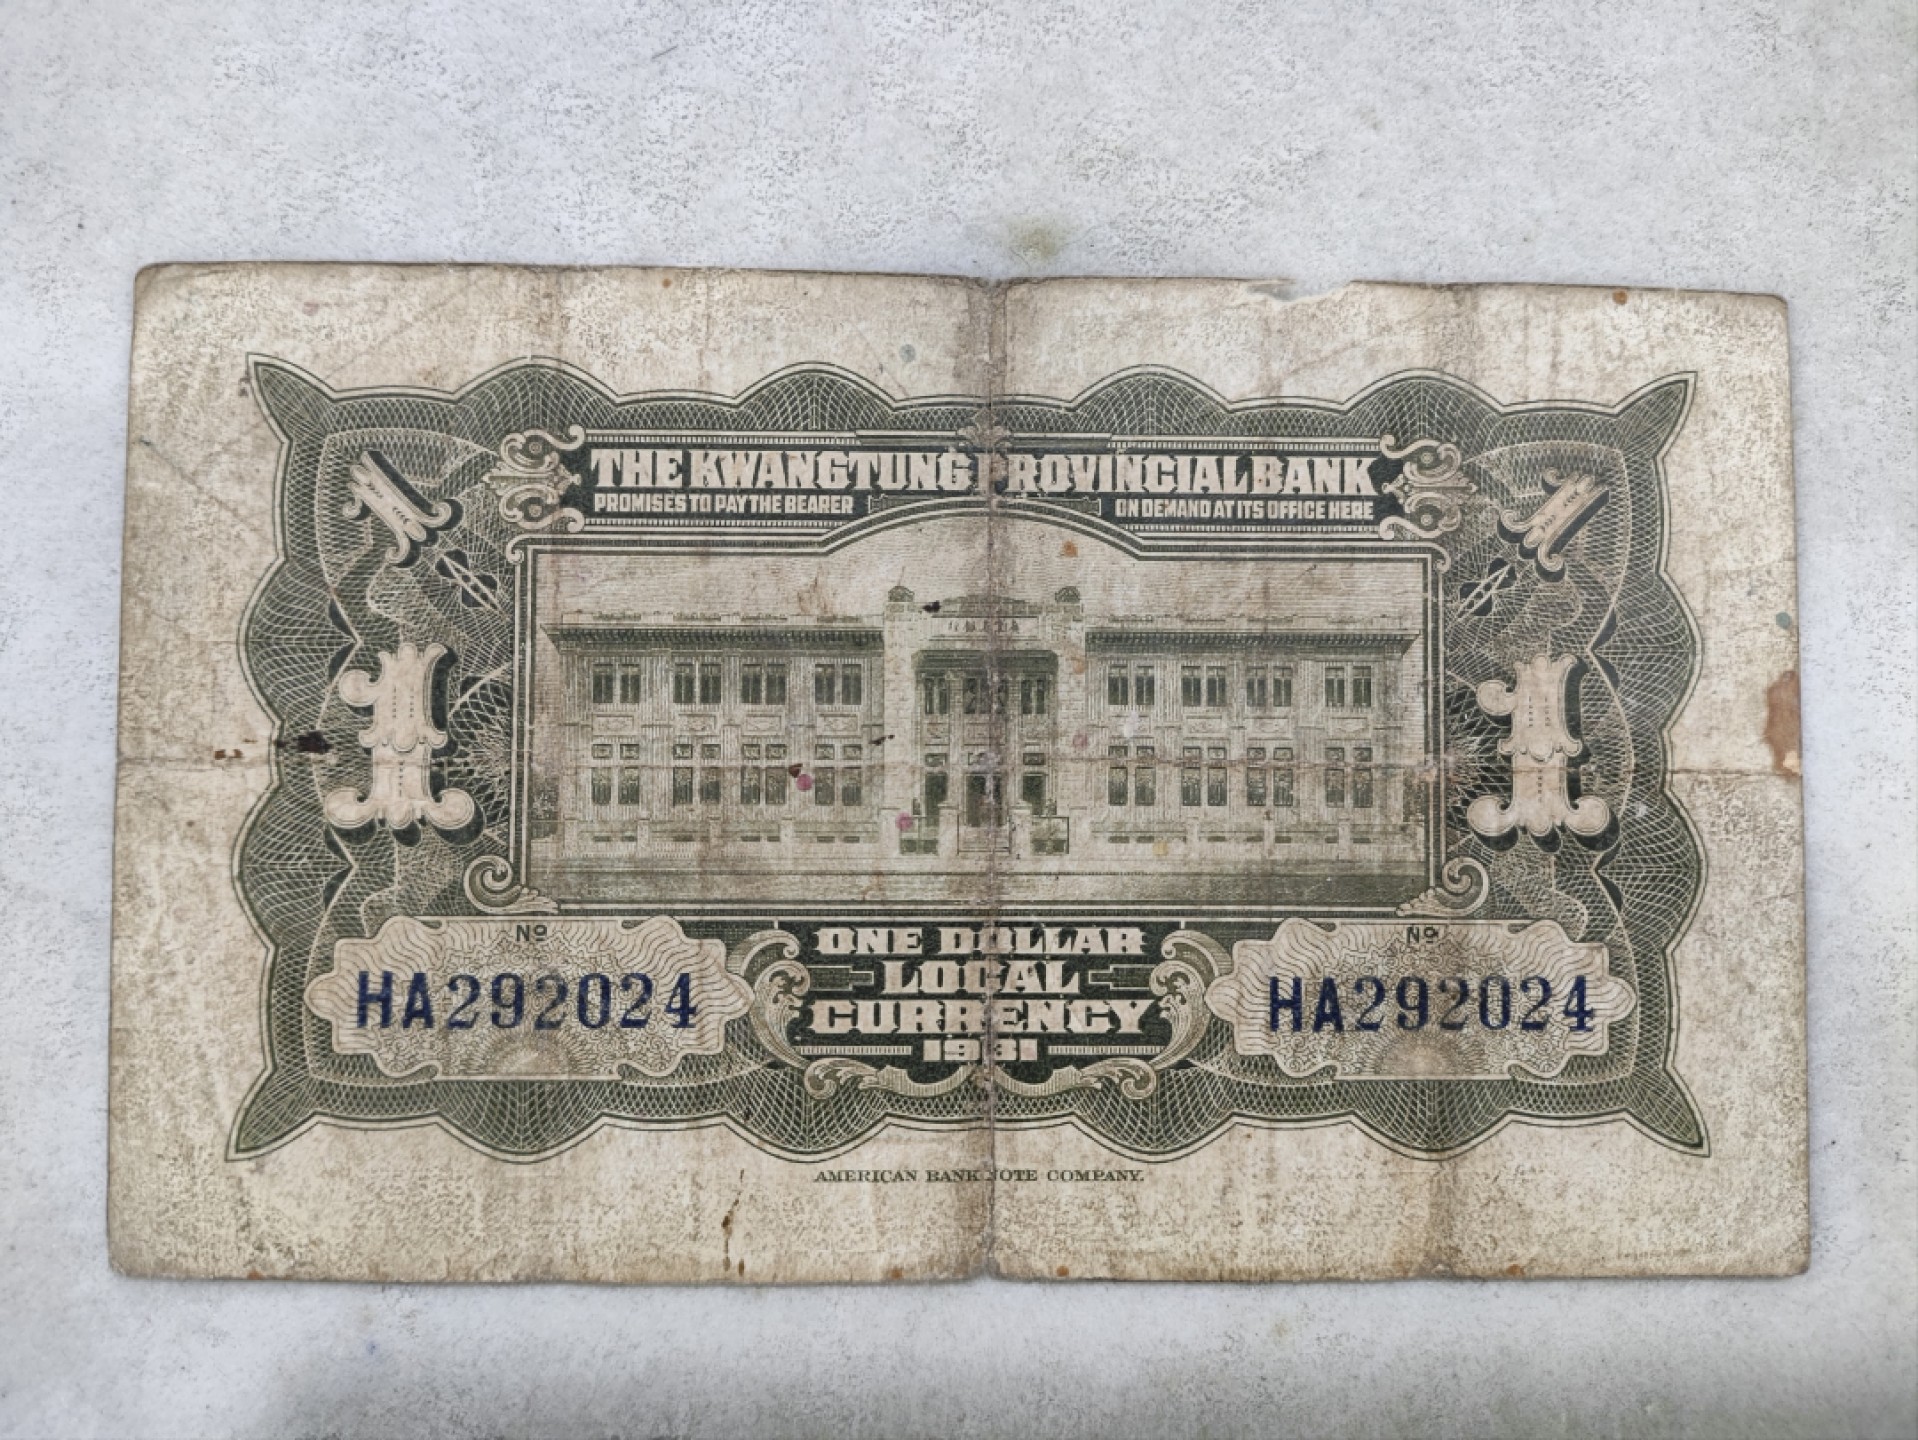 THE KWANGTUNG PROVINCIAL BANK
PROMISES TO PAY THE BEARER ON DEMAND AT ITS OFFICE HERE
1 1
1 1
No No
HA292024 HA292024
ONE DOLLAR
LOCAL
CURRENCY
1931
AMERICAN BANK NOTE COMPANY.